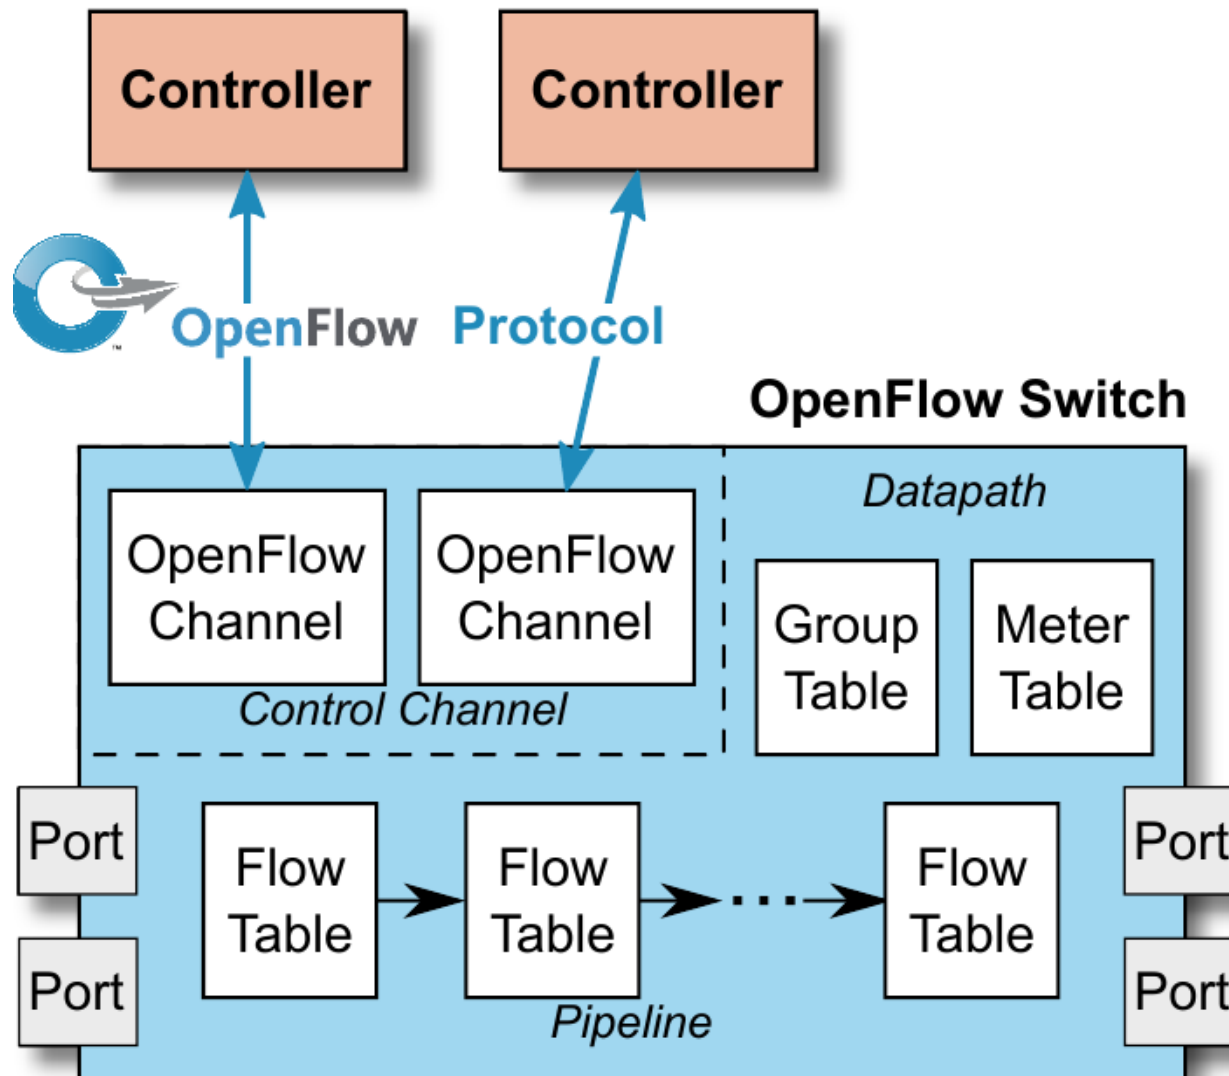 Controller
Controller
OpenFlow
™
Protocol
OpenFlow Switch
Datapath
OpenFlow
Channel
OpenFlow
Channel
Control Channel
Group
Table
Meter
Table
Port
Port
Flow
Table
Flow
Table
...
Flow
Table
Pipeline
Port
Port